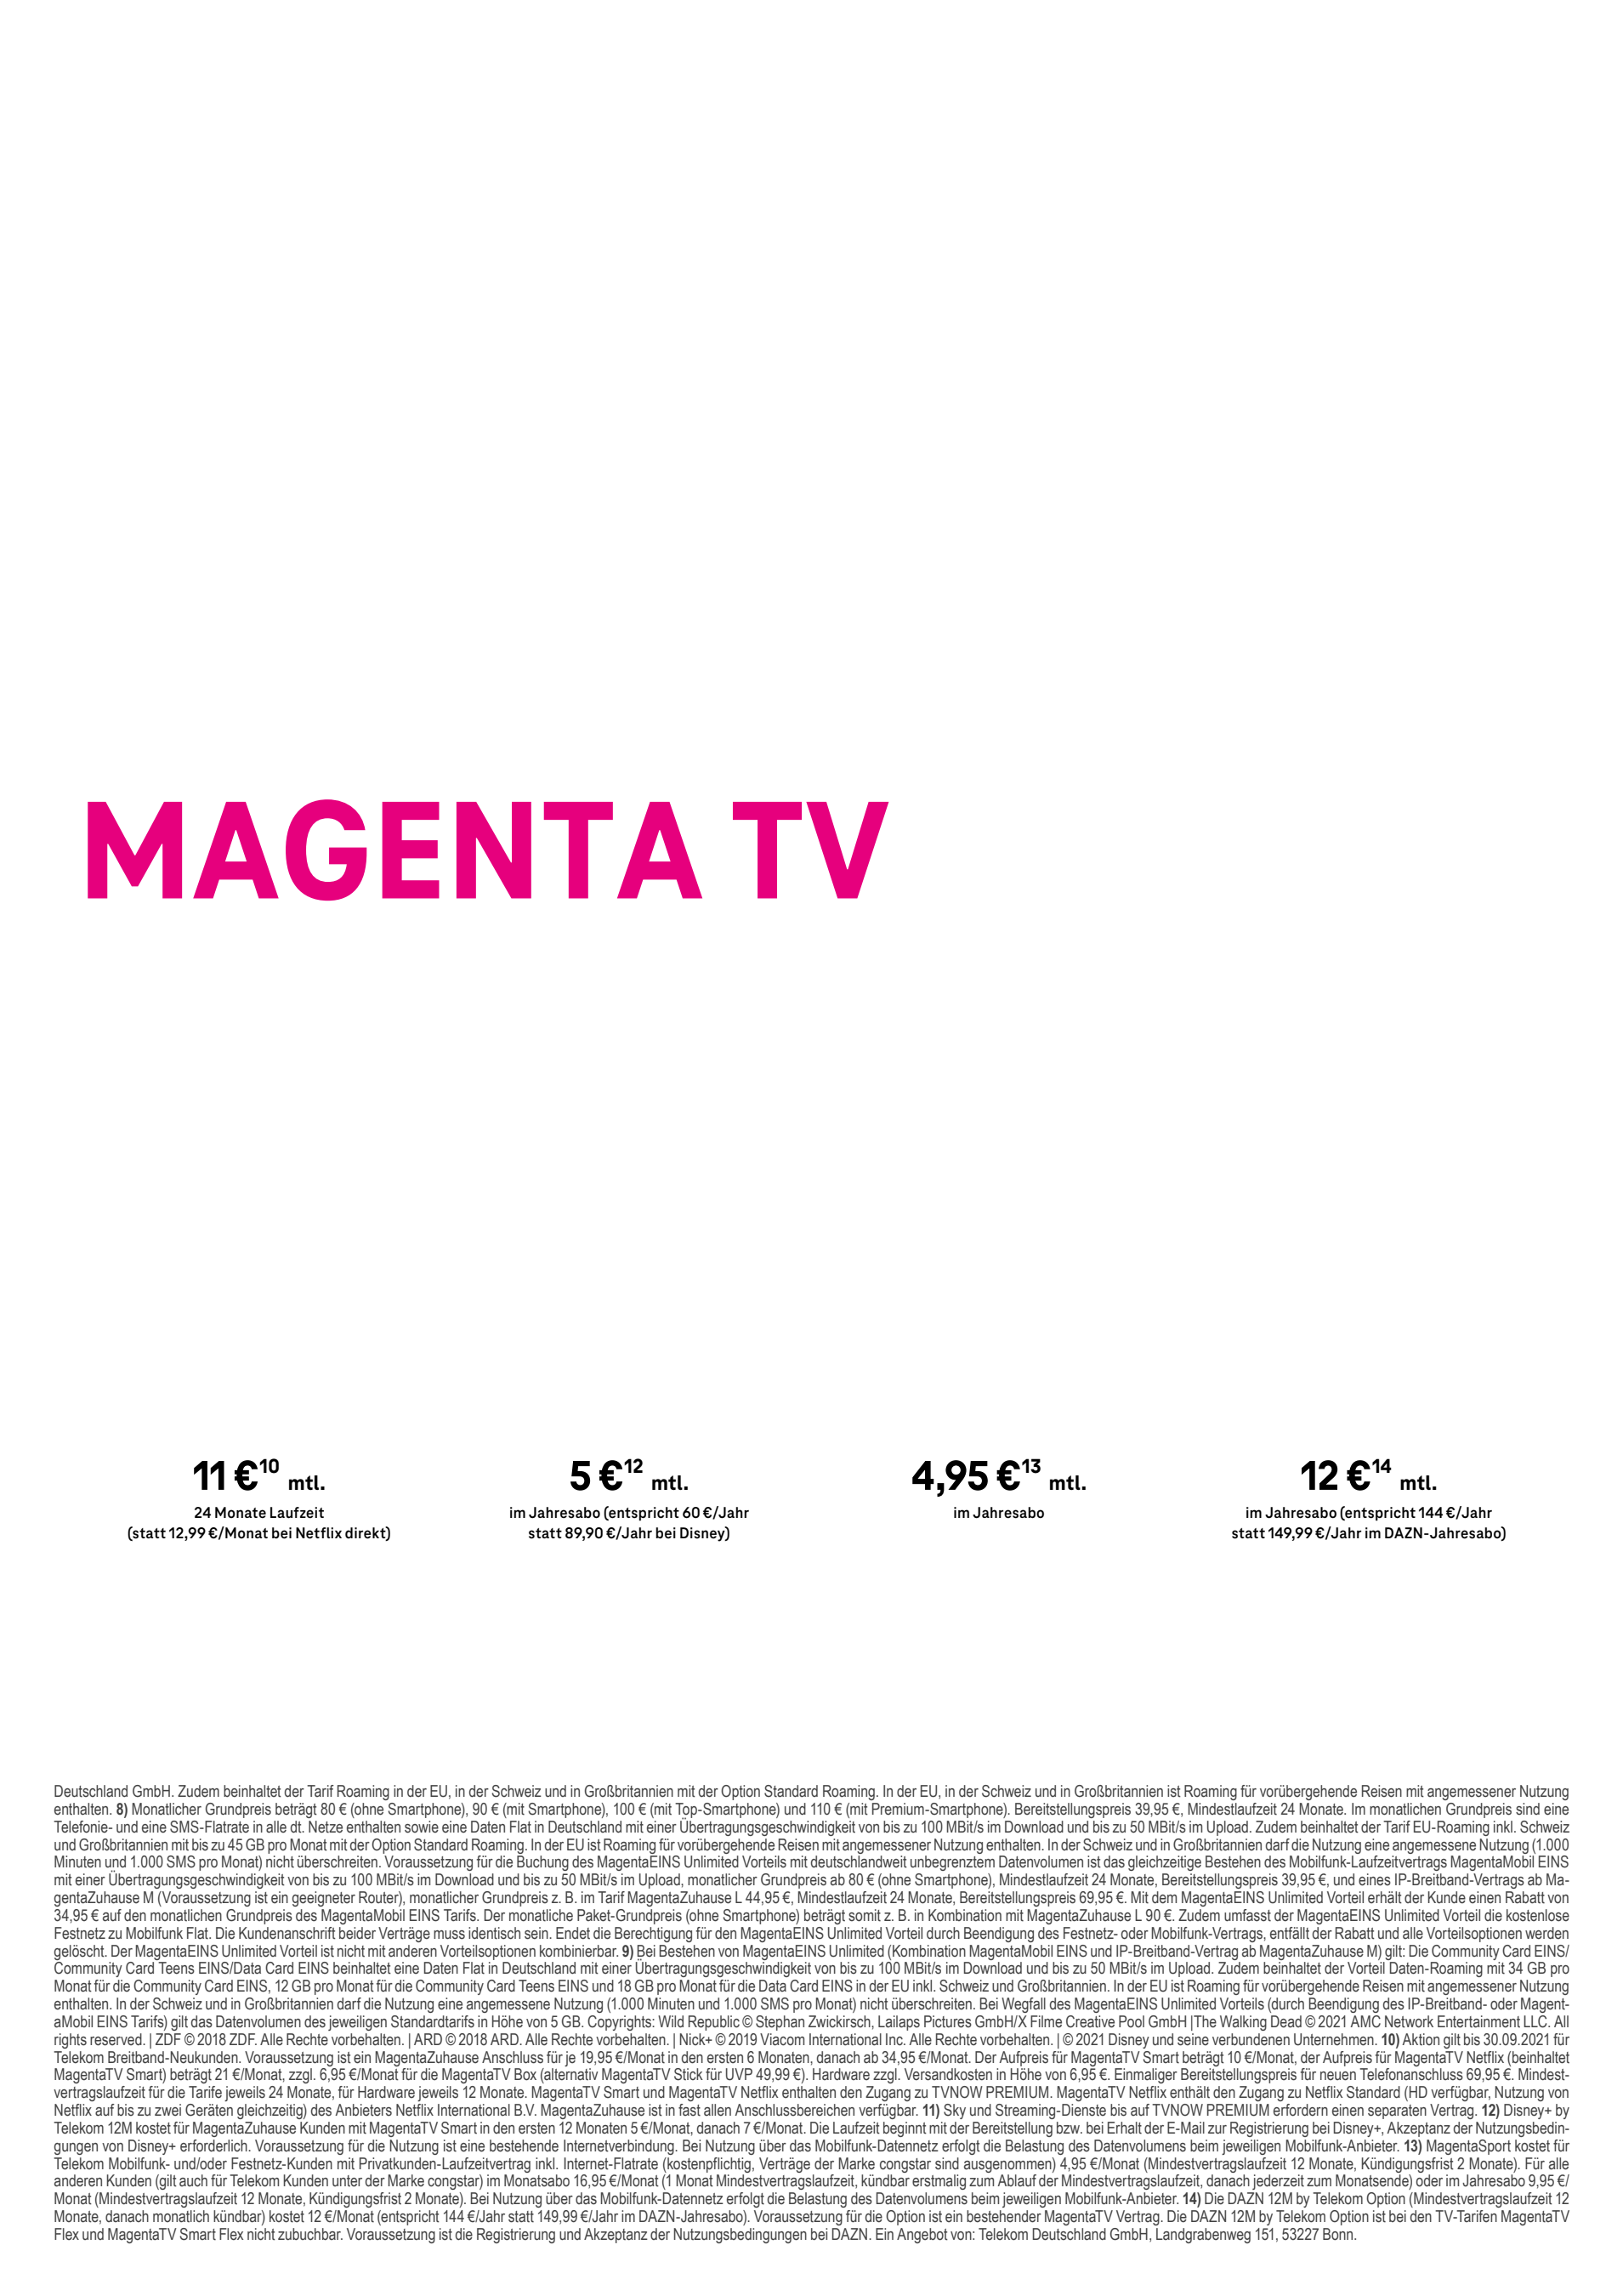 MAGENTA TV
11 €10 mtl.
24 Monate Laufzeit
(statt 12,99 €/Monat bei Netflix direkt)
5 €12 mtl.
im Jahresabo (entspricht 60 €/Jahr
statt 89,90 €/Jahr bei Disney)
4,95 €13 mtl.
im Jahresabo
12 €14 mtl.
im Jahresabo (entspricht 144 €/Jahr
statt 149,99 €/Jahr im DAZN-Jahresabo)
Deutschland GmbH. Zudem beinhaltet der Tarif Roaming in der EU, in der Schweiz und in Großbritannien mit der Option Standard Roaming. In der EU, in der Schweiz und in Großbritannien ist Roaming für vorübergehende Reisen mit angemessener Nutzung
enthalten. 8) Monatlicher Grundpreis beträgt 80 € (ohne Smartphone), 90 € (mit Smartphone), 100 € (mit Top-Smartphone) und 110 € (mit Premium-Smartphone). Bereitstellungspreis 39,95 €, Mindestlaufzeit 24 Monate. Im monatlichen Grundpreis sind eine
Telefonie- und eine SMS-Flatrate in alle dt. Netze enthalten sowie eine Daten Flat in Deutschland mit einer Übertragungsgeschwindigkeit von bis zu 100 MBit/s im Download und bis zu 50 MBit/s im Upload. Zudem beinhaltet der Tarif EU-Roaming inkl. Schweiz
und Großbritannien mit bis zu 45 GB pro Monat mit der Option Standard Roaming. In der EU ist Roaming für vorübergehende Reisen mit angemessener Nutzung enthalten. In der Schweiz und in Großbritannien darf die Nutzung eine angemessene Nutzung (1.000
Minuten und 1.000 SMS pro Monat) nicht überschreiten. Voraussetzung für die Buchung des MagentaEINS Unlimited Vorteils mit deutschlandweit unbegrenztem Datenvolumen ist das gleichzeitige Bestehen des Mobilfunk-Laufzeitvertrags MagentaMobil EINS
mit einer Übertragungsgeschwindigkeit von bis zu 100 MBit/s im Download und bis zu 50 MBit/s im Upload, monatlicher Grundpreis ab 80 € (ohne Smartphone), Mindestlaufzeit 24 Monate, Bereitstellungspreis 39,95 €, und eines IP-Breitband-Vertrags ab Ma-
gentaZuhause M (Voraussetzung ist ein geeigneter Router), monatlicher Grundpreis z. B. im Tarif MagentaZuhause L 44,95 €, Mindestlaufzeit 24 Monate, Bereitstellungspreis 69,95 €. Mit dem MagentaEINS Unlimited Vorteil erhält der Kunde einen Rabatt von
34,95 € auf den monatlichen Grundpreis des MagentaMobil EINS Tarifs. Der monatliche Paket-Grundpreis (ohne Smartphone) beträgt somit z. B. in Kombination mit MagentaZuhause L 90 €. Zudem umfasst der MagentaEINS Unlimited Vorteil die kostenlose
Festnetz zu Mobilfunk Flat. Die Kundenanschrift beider Verträge muss identisch sein. Endet die Berechtigung für den MagentaEINS Unlimited Vorteil durch Beendigung des Festnetz- oder Mobilfunk-Vertrags, entfällt der Rabatt und alle Vorteilsoptionen werden
gelöscht. Der MagentaEINS Unlimited Vorteil ist nicht mit anderen Vorteilsoptionen kombinierbar. 9) Bei Bestehen von MagentaEINS Unlimited (Kombination MagentaMobil EINS und IP-Breitband-Vertrag ab MagentaZuhause M) gilt: Die Community Card EINS/
Community Card Teens EINS/Data Card EINS beinhaltet eine Daten Flat in Deutschland mit einer Übertragungsgeschwindigkeit von bis zu 100 MBit/s im Download und bis zu 50 MBit/s im Upload. Zudem beinhaltet der Vorteil Daten-Roaming mit 34 GB pro
Monat für die Community Card EINS, 12 GB pro Monat für die Community Card Teens EINS und 18 GB pro Monat für die Data Card EINS in der EU inkl. Schweiz und Großbritannien. In der EU ist Roaming für vorübergehende Reisen mit angemessener Nutzung
enthalten. In der Schweiz und in Großbritannien darf die Nutzung eine angemessene Nutzung (1.000 Minuten und 1.000 SMS pro Monat) nicht überschreiten. Bei Wegfall des MagentaEINS Unlimited Vorteils (durch Beendigung des IP-Breitband- oder Magent-
aMobil EINS Tarifs) gilt das Datenvolumen des jeweiligen Standardtarifs in Höhe von 5 GB. Copyrights: Wild Republic © Stephan Zwickirsch, Lailaps Pictures GmbH/X Filme Creative Pool GmbH |The Walking Dead © 2021 AMC Network Entertainment LLC. All
rights reserved. | ZDF © 2018 ZDF. Alle Rechte vorbehalten. | ARD © 2018 ARD. Alle Rechte vorbehalten. | Nick+ © 2019 Viacom International Inc. Alle Rechte vorbehalten. | © 2021 Disney und seine verbundenen Unternehmen. 10) Aktion gilt bis 30.09.2021 für
Telekom Breitband-Neukunden. Voraussetzung ist ein MagentaZuhause Anschluss für je 19,95 €/Monat in den ersten 6 Monaten, danach ab 34,95 €/Monat. Der Aufpreis für MagentaTV Smart beträgt 10 €/Monat, der Aufpreis für MagentaTV Netflix (beinhaltet
MagentaTV Smart) beträgt 21 €/Monat, zzgl. 6,95 €/Monat für die MagentaTV Box (alternativ MagentaTV Stick für UVP 49,99 €). Hardware zzgl. Versandkosten in Höhe von 6,95 €. Einmaliger Bereitstellungspreis für neuen Telefonanschluss 69,95 €. Mindest-
vertragslaufzeit für die Tarife jeweils 24 Monate, für Hardware jeweils 12 Monate. MagentaTV Smart und MagentaTV Netflix enthalten den Zugang zu TVNOW PREMIUM. MagentaTV Netflix enthält den Zugang zu Netflix Standard (HD verfügbar, Nutzung von
Netflix auf bis zu zwei Geräten gleichzeitig) des Anbieters Netflix International B.V. MagentaZuhause ist in fast allen Anschlussbereichen verfügbar. 11) Sky und Streaming-Dienste bis auf TVNOW PREMIUM erfordern einen separaten Vertrag. 12) Disney+ by
Telekom 12M kostet für MagentaZuhause Kunden mit MagentaTV Smart in den ersten 12 Monaten 5 €/Monat, danach 7 €/Monat. Die Laufzeit beginnt mit der Bereitstellung bzw. bei Erhalt der E-Mail zur Registrierung bei Disney+, Akzeptanz der Nutzungsbedin-
gungen von Disney+ erforderlich. Voraussetzung für die Nutzung ist eine bestehende Internetverbindung. Bei Nutzung über das Mobilfunk-Datennetz erfolgt die Belastung des Datenvolumens beim jeweiligen Mobilfunk-Anbieter. 13) MagentaSport kostet für
Telekom Mobilfunk- und/oder Festnetz-Kunden mit Privatkunden-Laufzeitvertrag inkl. Internet-Flatrate (kostenpflichtig, Verträge der Marke congstar sind ausgenommen) 4,95 €/Monat (Mindestvertragslaufzeit 12 Monate, Kündigungsfrist 2 Monate). Für alle
anderen Kunden (gilt auch für Telekom Kunden unter der Marke congstar) im Monatsabo 16,95 €/Monat (1 Monat Mindestvertragslaufzeit, kündbar erstmalig zum Ablauf der Mindestvertragslaufzeit, danach jederzeit zum Monatsende) oder im Jahresabo 9,95 €/
Monat (Mindestvertragslaufzeit 12 Monate, Kündigungsfrist 2 Monate). Bei Nutzung über das Mobilfunk-Datennetz erfolgt die Belastung des Datenvolumens beim jeweiligen Mobilfunk-Anbieter. 14) Die DAZN 12M by Telekom Option (Mindestvertragslaufzeit 12
Monate, danach monatlich kündbar) kostet 12 €/Monat (entspricht 144 €/Jahr statt 149,99 €/Jahr im DAZN-Jahresabo). Voraussetzung für die Option ist ein bestehender MagentaTV Vertrag. Die DAZN 12M by Telekom Option ist bei den TV-Tarifen MagentaTV
Flex und MagentaTV Smart Flex nicht zubuchbar. Voraussetzung ist die Registrierung und Akzeptanz der Nutzungsbedingungen bei DAZN. Ein Angebot von: Telekom Deutschland GmbH, Landgrabenweg 151, 53227 Bonn.